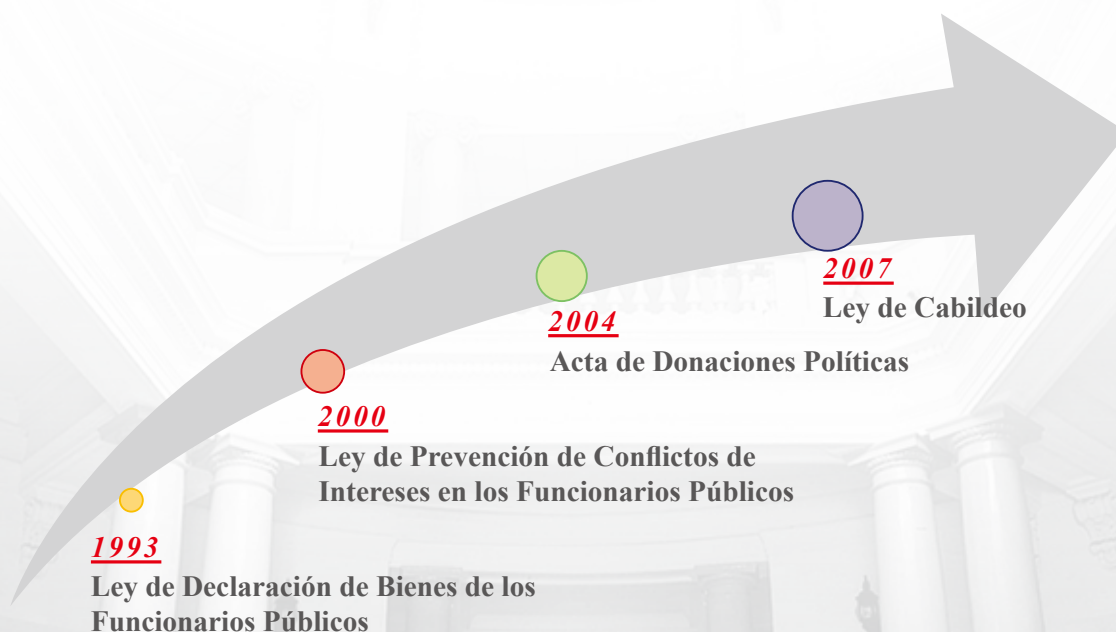 2007
Ley de Cabildeo
2004
Acta de Donaciones Políticas
2000
Ley de Prevención de Conflictos de
Intereses en los Funcionarios Públicos
1993
Ley de Declaración de Bienes de los
Funcionarios Públicos